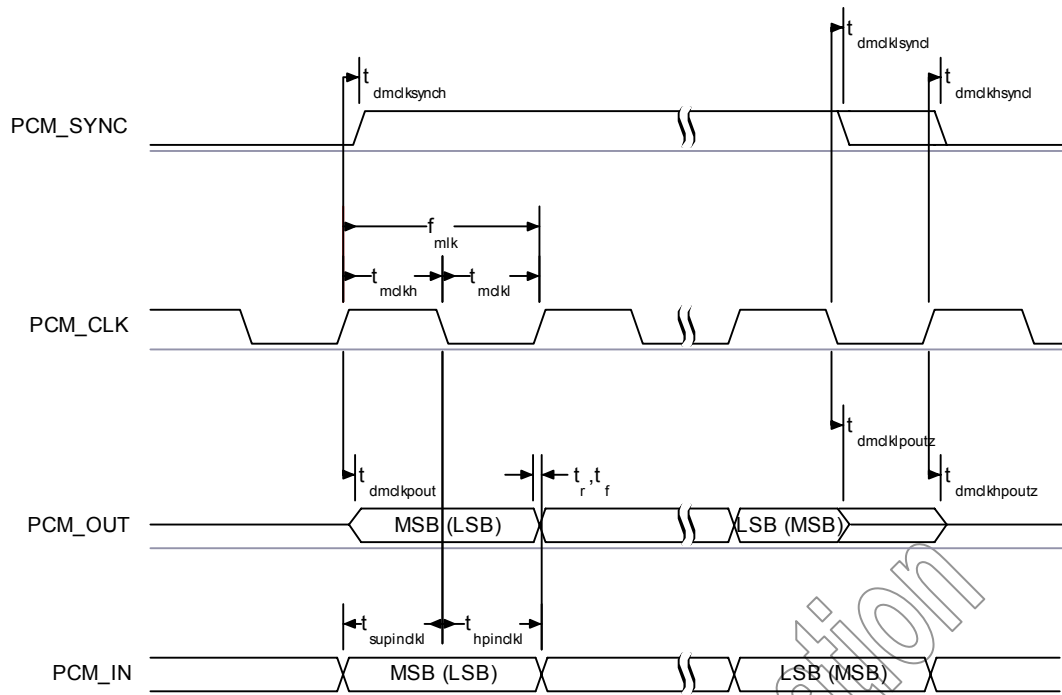 t dmclklsyncl
t dmclksynch
t dmclkhsyncl
PCM_SYNC
f mlk
t mclkh
t mclkl
PCM_CLK
t dmclklpoutz
t dmclkpout
t r ,t f
t dmclkhpoutz
PCM_OUT
MSB (LSB)
LSB (MSB)
t supinclkl
t hpinclkl
PCM_IN
MSB (LSB)
LSB (MSB)
ation